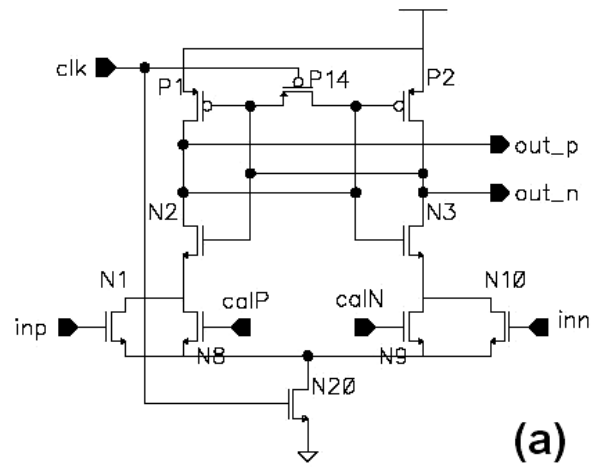 clk
P1
P14
P2
out_p
out_n
N2
N3
N1
calP
calN
N10
inp
inn
N8
N9
N20
(a)